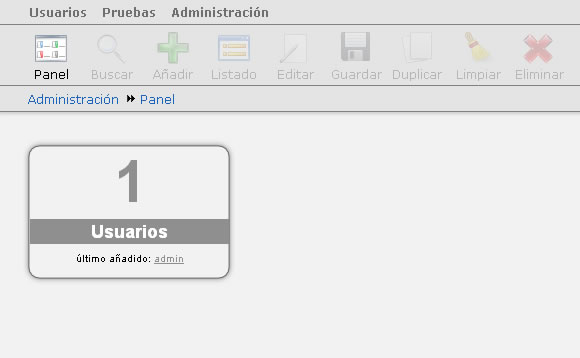 Usuarios Pruebas Administración
Panel Buscar Añadir Listado Editar Guardar Duplicar Limpiar Eliminar
Administración Panel
1
Usuarios
último añadido: admin